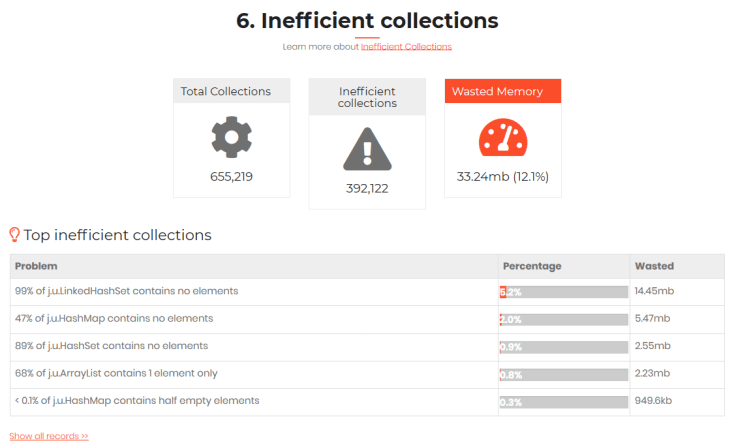 6. Inefficient collections
Learn more about Inefficient Collections
Total Collections
655,219
Inefficient
collections
392,122
Wasted Memory
33.24mb (12.1%)
Top inefficient collections
Problem Percentage Wasted
99% of j.u.LinkedHashSet contains no elements 5.2% 14.45mb
47% of j.u.HashMap contains no elements 2.0% 5.47mb
89% of j.u.HashSet contains no elements 0.9% 2.55mb
68% of j.u.ArrayList contains 1 element only 0.8% 2.23mb
< 0.1% of j.u.HashMap contains half empty elements 0.3% 949.6kb
Show all records >>